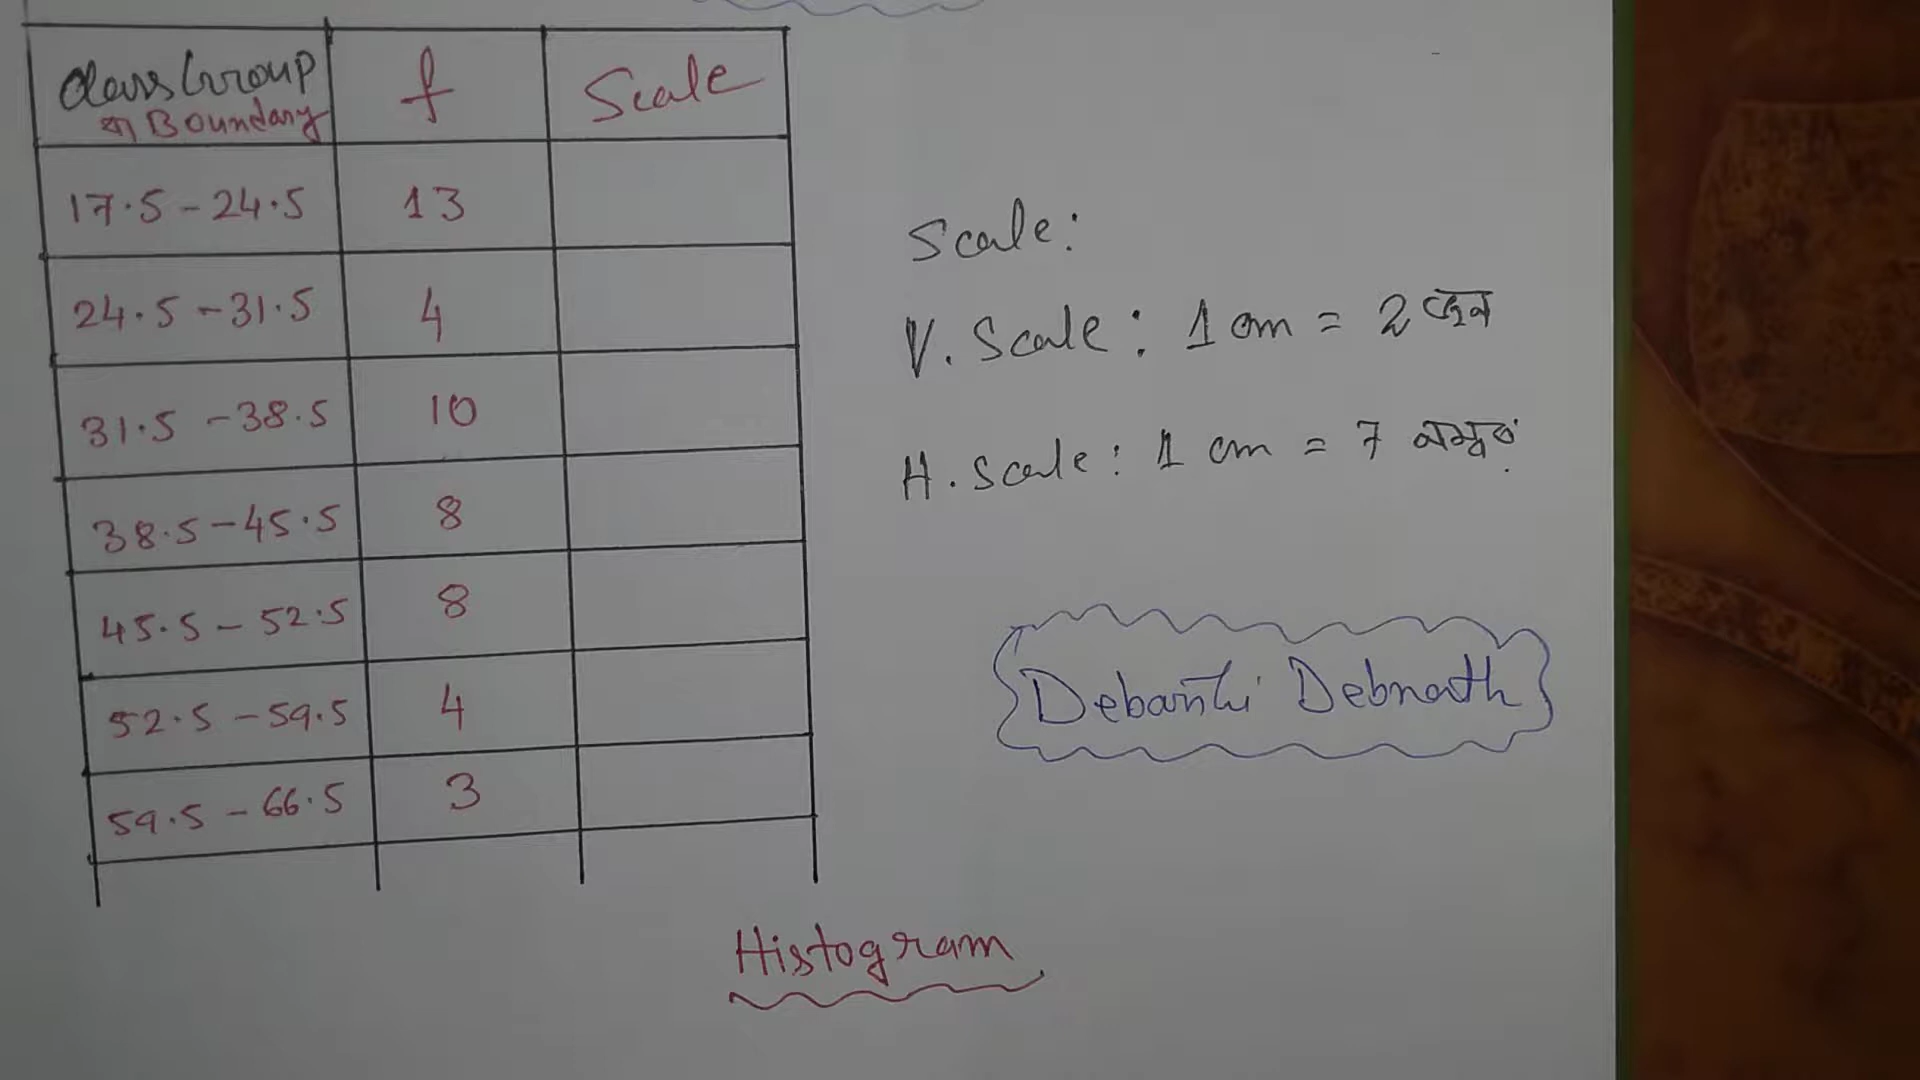 Class Group
বা Boundary
f
Scale
17.5 - 24.5
13
24.5 - 31.5
4
31.5 - 38.5
10
38.5 - 45.5
8
45.5 - 52.5
8
52.5 - 59.5
4
59.5 - 66.5
3
Scale:
V. Scale: 1 cm = 2 জন
H. Scale: 1 cm = 7 নম্বর
Debanti Debnath
Histogram